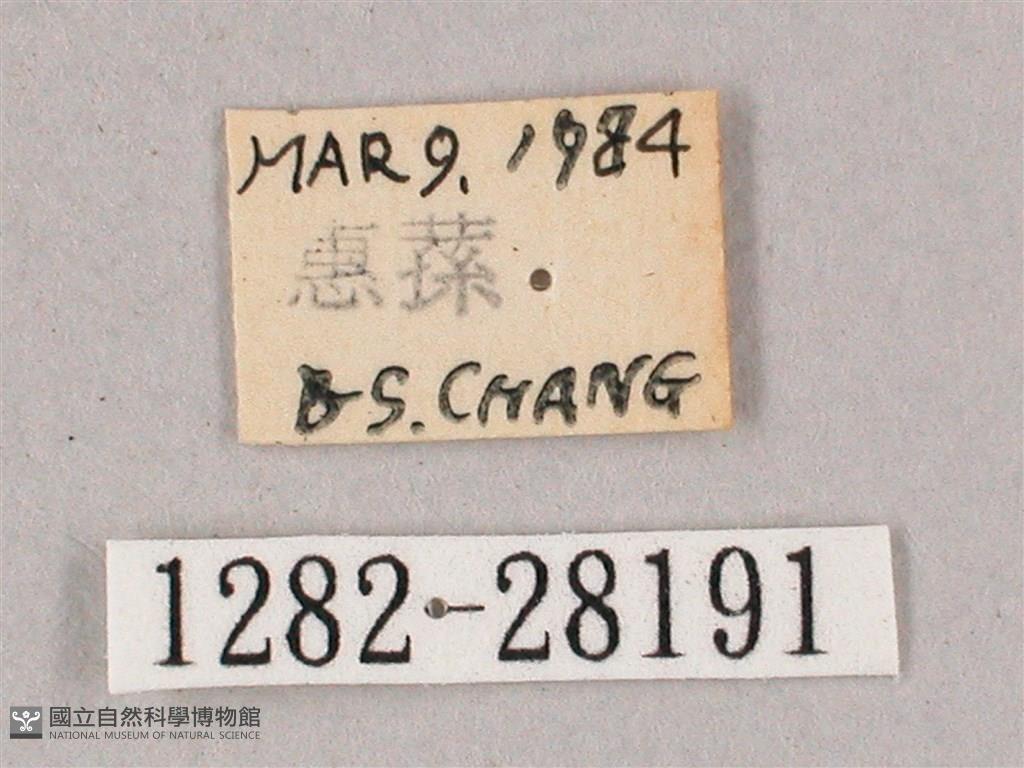 MAR 9. 1984
惠蓀
B S. CHANG
1282-28191
國立自然科學博物館
NATIONAL MUSEUM OF NATURAL SCIENCE